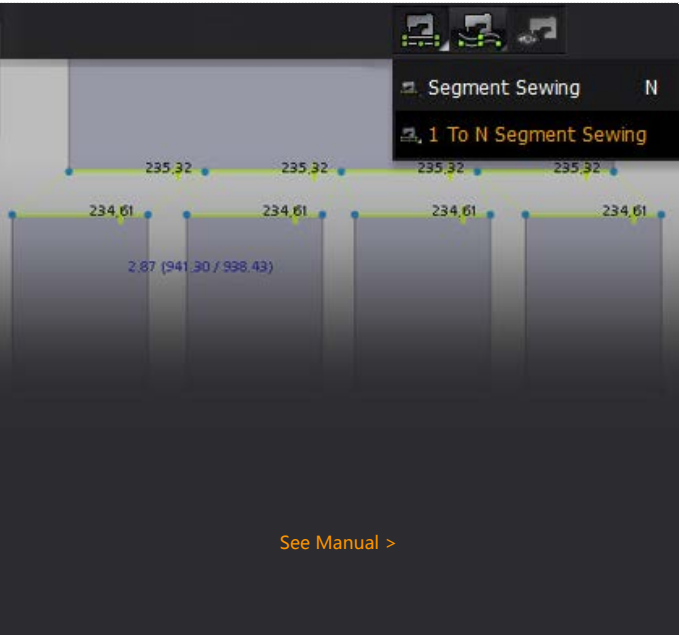 Segment Sewing N
1 To N Segment Sewing
235,32 235,32 235,32 235,32
234,61 234,61 234,61 234,61
2.87 (941.30 / 938.43)
See Manual >